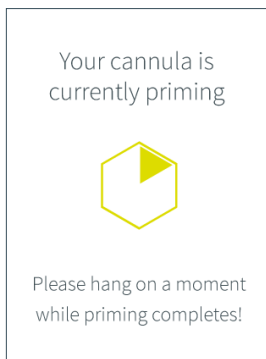 Your cannula is
currently priming
Please hang on a moment
while priming completes!